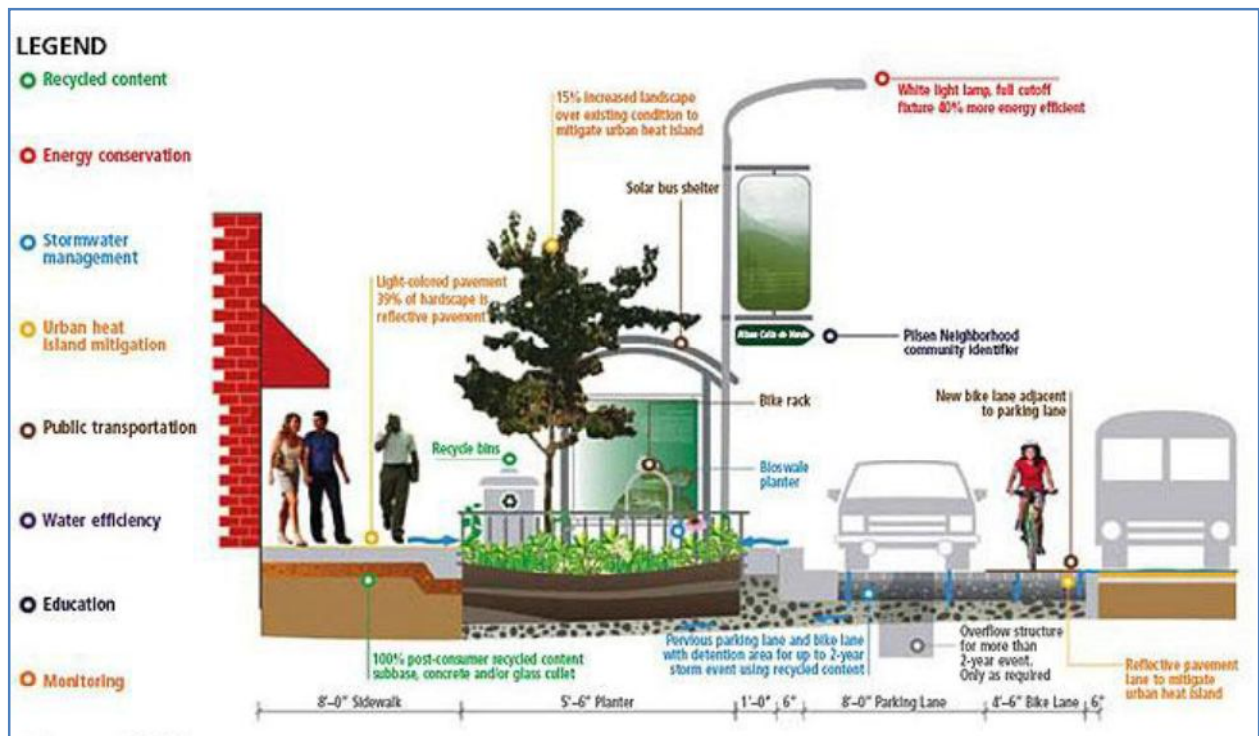 LEGEND
Recycled content
Energy conservation
Stormwater
management
Urban heat
island mitigation
Public transportation
Water efficiency
Education
Monitoring
15% increased landscape
over existing condition to
mitigate urban heat island
White light lamp, full cutoff
fixture 40% more energy efficient
Solar bus shelter
Light-colored pavement
39% of hardscape is
reflective pavement
Pilsen Neighborhood
community identifier
Bike rack
New bike lane adjacent
to parking lane
Recycle bins
Bioswale
planter
100% post-consumer recycled content
subbase, concrete and/or glass cullet
Pervious parking lane and bike lane
with detention area for up to 2-year
storm event using recycled content
Overflow structure
for more than
2-year event.
Only as required
Reflective pavement
lane to mitigate
urban heat island
8'-0" Sidewalk
5'-6" Planter
1'-0"
6"
8'-0" Parking Lane
4'-6" Bike Lane
6"